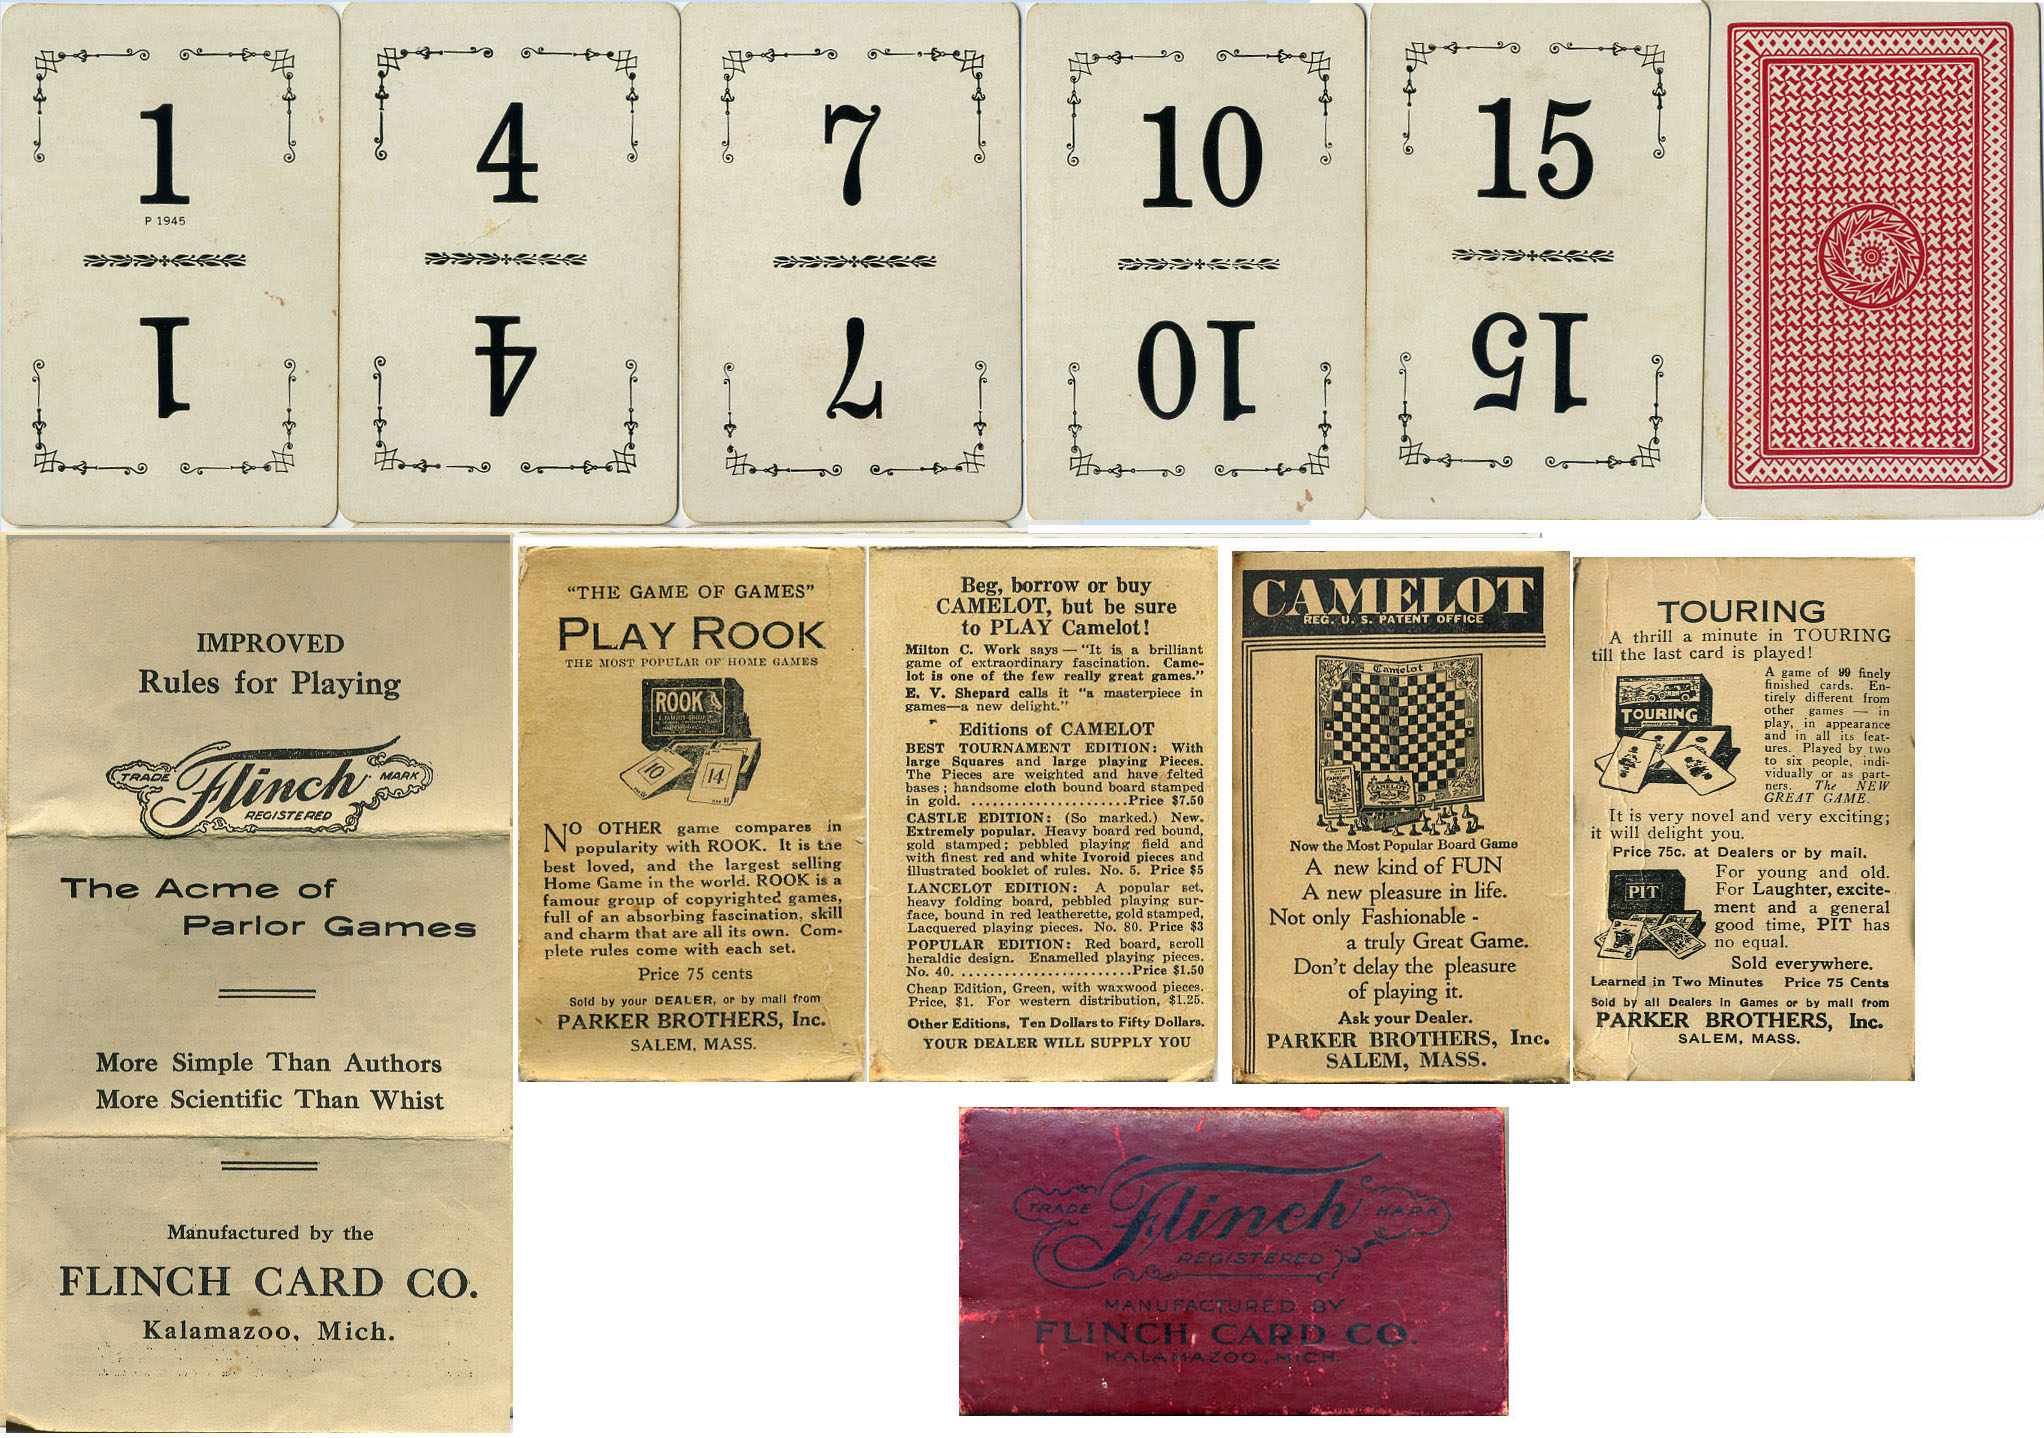 1
P 1945
1
4
4
7
7
10
10
15
15
IMPROVED
Rules for Playing
TRADE Flinch MARK
REGISTERED
The Acme of
Parlor Games
More Simple Than Authors
More Scientific Than Whist
Manufactured by the
FLINCH CARD CO.
Kalamazoo, Mich.
"THE GAME OF GAMES"
PLAY ROOK
THE MOST POPULAR OF HOME GAMES
ROOK
10
14
NO OTHER game compares in
popularity with ROOK. It is the
best loved, and the largest selling
Home Game in the world. ROOK is a
famous group of copyrighted games,
full of an absorbing fascination, skill
and charm that are all its own. Com-
plete rules come with each set.
Price 75 cents
Sold by your DEALER, or by mail from
PARKER BROTHERS, Inc.
SALEM, MASS.
Beg, borrow or buy
CAMELOT, but be sure
to PLAY Camelot!
Milton C. Work says — "It is a brilliant
game of extraordinary fascination. Came-
lot is one of the few really great games."
E. V. Shepard calls it "a masterpiece in
games—a new delight."
Editions of CAMELOT
BEST TOURNAMENT EDITION: With
large Squares and large playing Pieces.
The Pieces are weighted and have felted
bases; handsome cloth bound board stamped
in gold. .......................Price $7.50
CASTLE EDITION: (So marked.) New.
Extremely popular. Heavy board red bound,
gold stamped; pebbled playing field and
with finest red and white Ivoroid pieces and
illustrated booklet of rules. No. 5. Price $5
LANCELOT EDITION: A popular set,
heavy folding board, pebbled playing sur-
face, bound in red leatherette, gold stamped,
Lacquered playing pieces. No. 80. Price $3
POPULAR EDITION: Red board, scroll
heraldic design. Enamelled playing pieces.
No. 40. ........................Price $1.50
Cheap Edition, Green, with waxwood pieces.
Price, $1. For western distribution, $1.25.
Other Editions, Ten Dollars to Fifty Dollars.
YOUR DEALER WILL SUPPLY YOU
CAMELOT
REG. U. S. PATENT OFFICE
Camelot
CAMELOT
CAMELOT
Now the Most Popular Board Game
A new kind of FUN
A new pleasure in life.
Not only Fashionable -
a truly Great Game.
Don't delay the pleasure
of playing it.
Ask your Dealer.
PARKER BROTHERS, Inc.
SALEM, MASS.
TOURING
A thrill a minute in TOURING
till the last card is played!
TOURING
A game of 99 finely
finished cards. En-
tirely different from
other games — in
play, in appearance
and in all its feat-
ures. Played by two
to six people, indi-
vidually or as part-
ners. The NEW
GREAT GAME.
It is very novel and very exciting;
it will delight you.
Price 75c. at Dealers or by mail.
PIT
For young and old.
For Laughter, excite-
ment and a general
good time, PIT has
no equal.
Sold everywhere.
Learned in Two Minutes Price 75 Cents
Sold by all Dealers in Games or by mail from
PARKER BROTHERS, Inc.
SALEM, MASS.
TRADE Flinch MARK
REGISTERED
MANUFACTURED BY
FLINCH CARD CO.
KALAMAZOO, MICH.